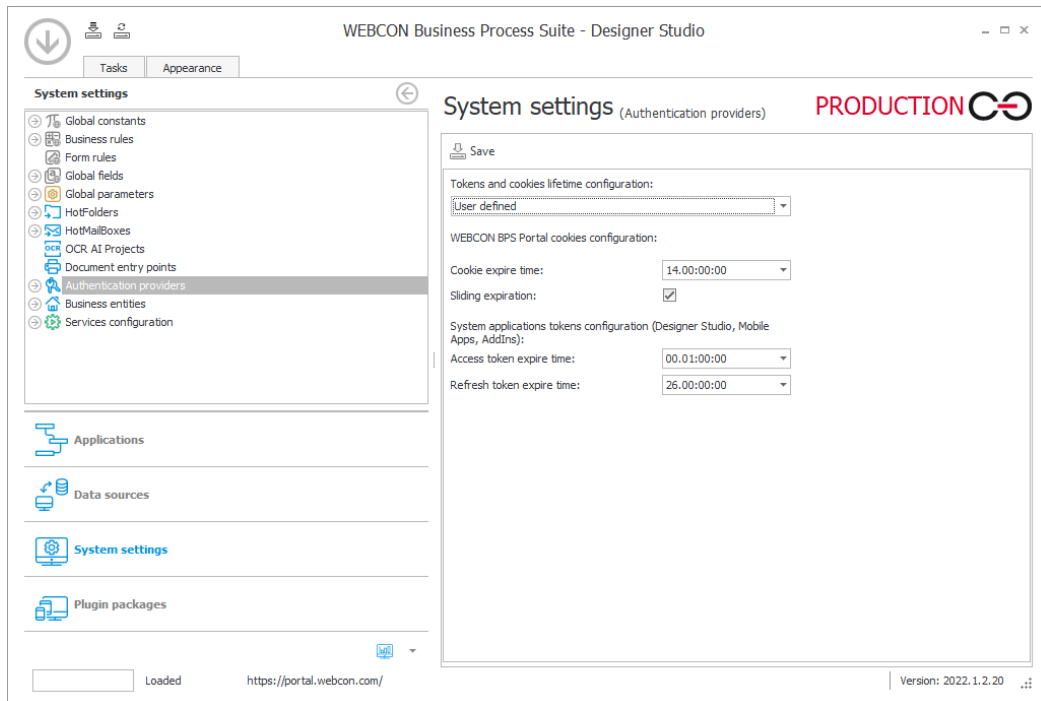 WEBCON Business Process Suite - Designer Studio
Tasks Appearance
System settings
Global constants
Business rules
Form rules
Global fields
Global parameters
HotFolders
HotMailBoxes
OCR OCR AI Projects
Document entry points
Authentication providers
Business entities
Services configuration
Applications
Data sources
System settings
Plugin packages
System settings (Authentication providers)
PRODUCTION
Save
Tokens and cookies lifetime configuration:
User defined
WEBCON BPS Portal cookies configuration:
Cookie expire time: 14.00:00:00
Sliding expiration:
System applications tokens configuration (Designer Studio, Mobile
Apps, AddIns):
Access token expire time: 00.01:00:00
Refresh token expire time: 26.00:00:00
Loaded https://portal.webcon.com/ Version: 2022.1.2.20